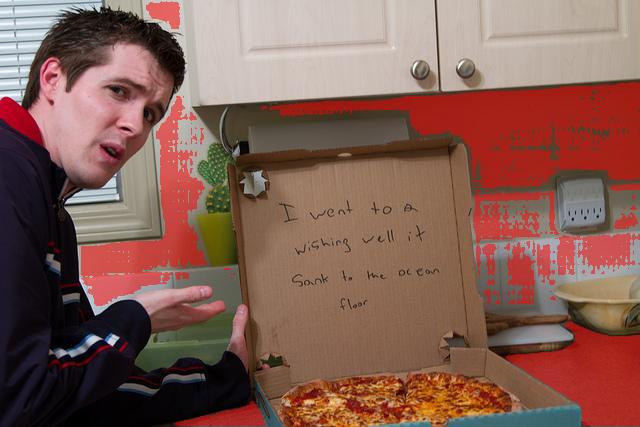 I went to a
wishing well it
Sank to the ocean
floor